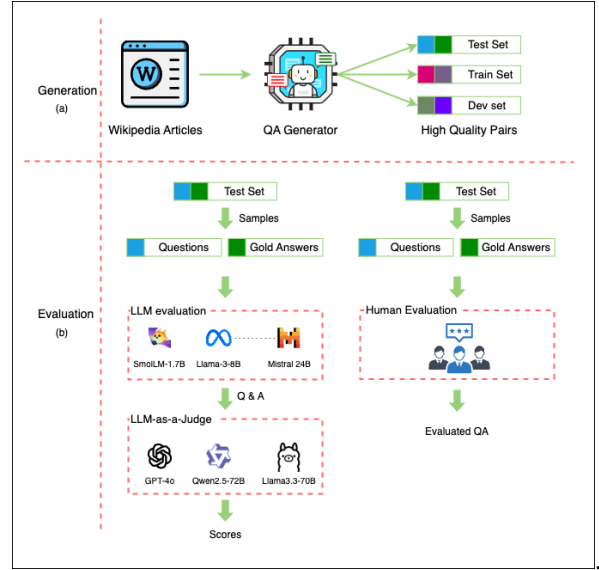 Generation
(a)
W
Wikipedia Articles
QA Generator
Test Set
Train Set
Dev set
High Quality Pairs
Evaluation
(b)
Test Set
Samples
Questions
Gold Answers
LLM evaluation
SmolLM-1.7B
Llama-3-8B
Mistral 24B
Q & A
LLM-as-a-Judge
GPT-4o
Qwen2.5-72B
Llama3.3-70B
Scores
Test Set
Samples
Questions
Gold Answers
Human Evaluation
Evaluated QA